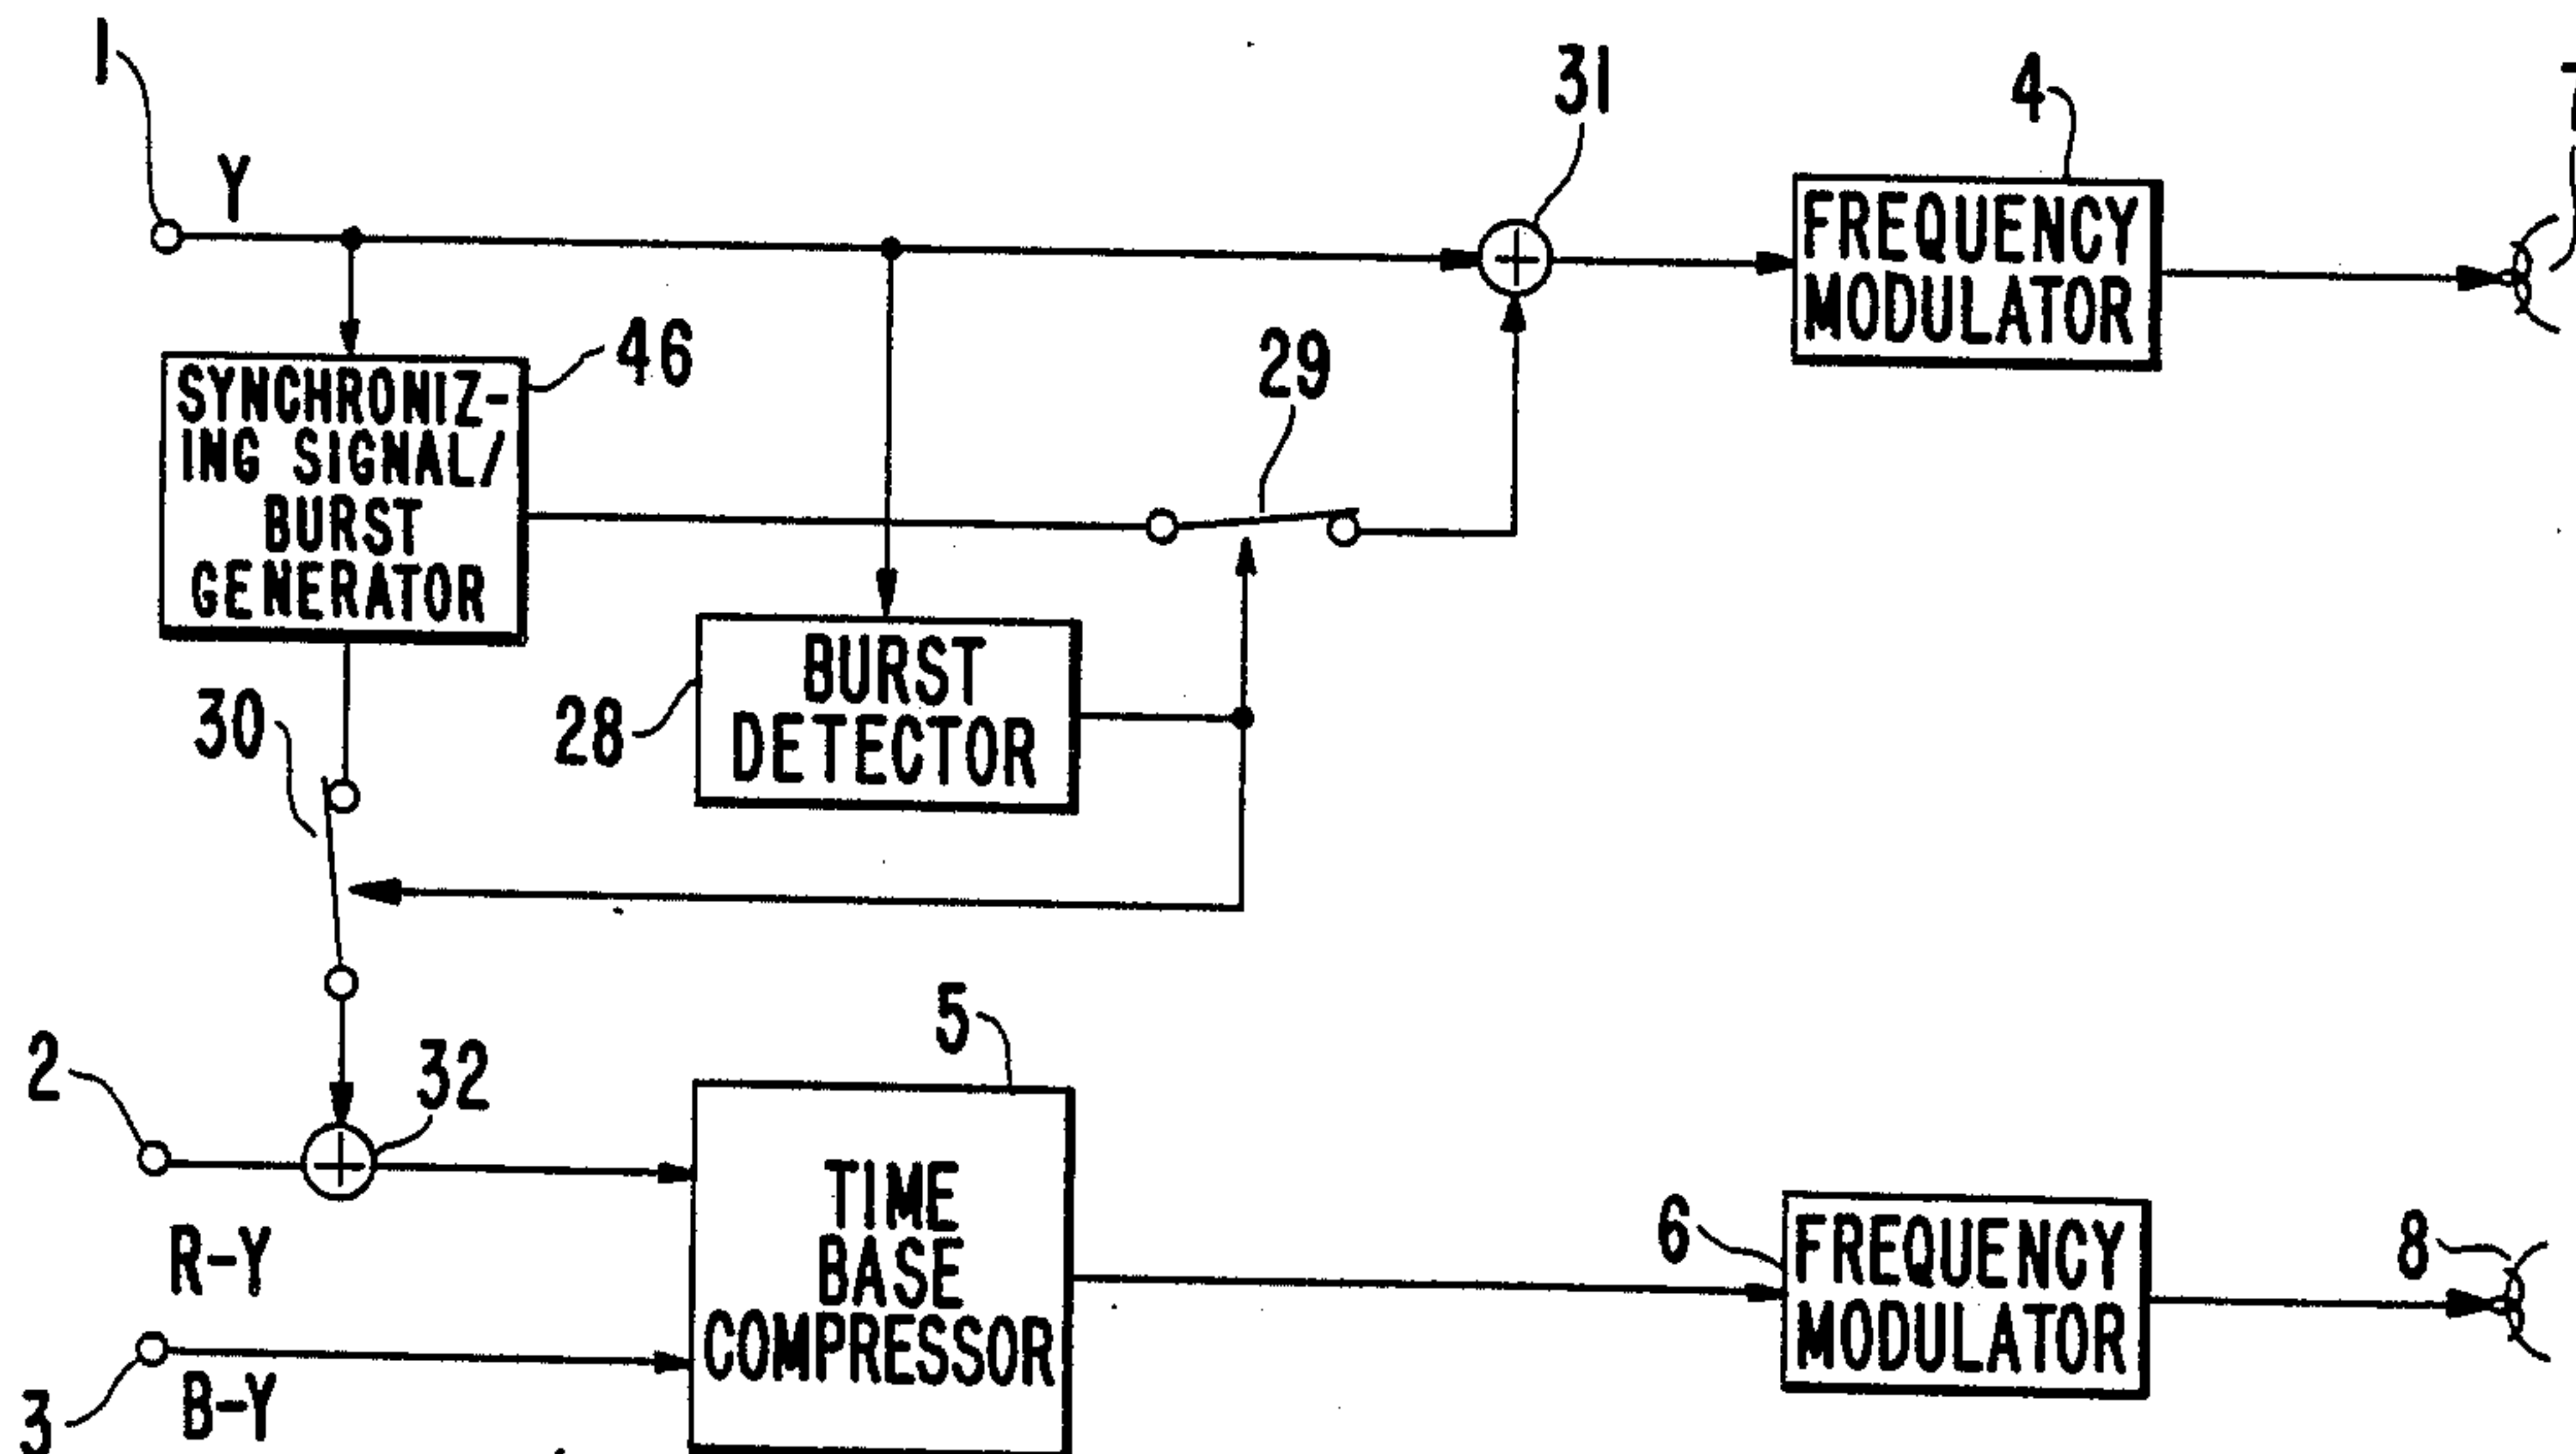 1
Y
31
4
FREQUENCY
MODULATOR
46
SYNCHRONIZ-
ING SIGNAL/
BURST
GENERATOR
29
28
BURST
DETECTOR
30
2
32
R-Y
3
B-Y
5
TIME
BASE
COMPRESSOR
6
FREQUENCY
MODULATOR
8